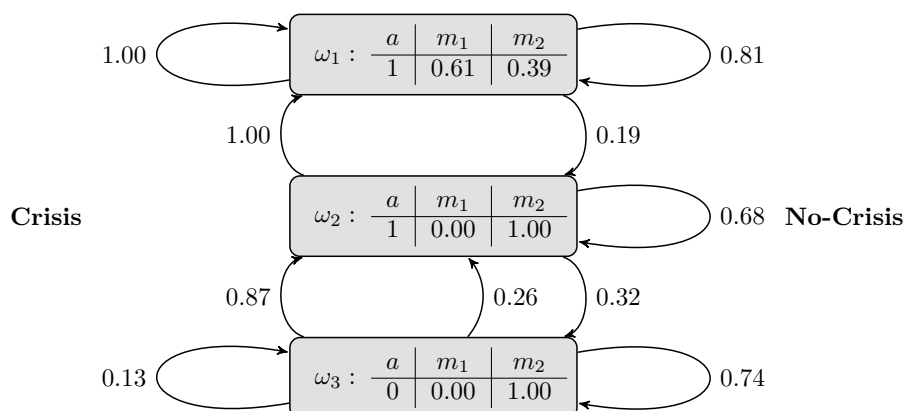 a m₁ m₂
1.00 ω₁ : 1 0.61 0.39 0.81
1.00 0.19
a m₁ m₂
Crisis ω₂ : 1 0.00 1.00 0.68 No-Crisis
0.87 0.26 0.32
a m₁ m₂
0.13 ω₃ : 0 0.00 1.00 0.74